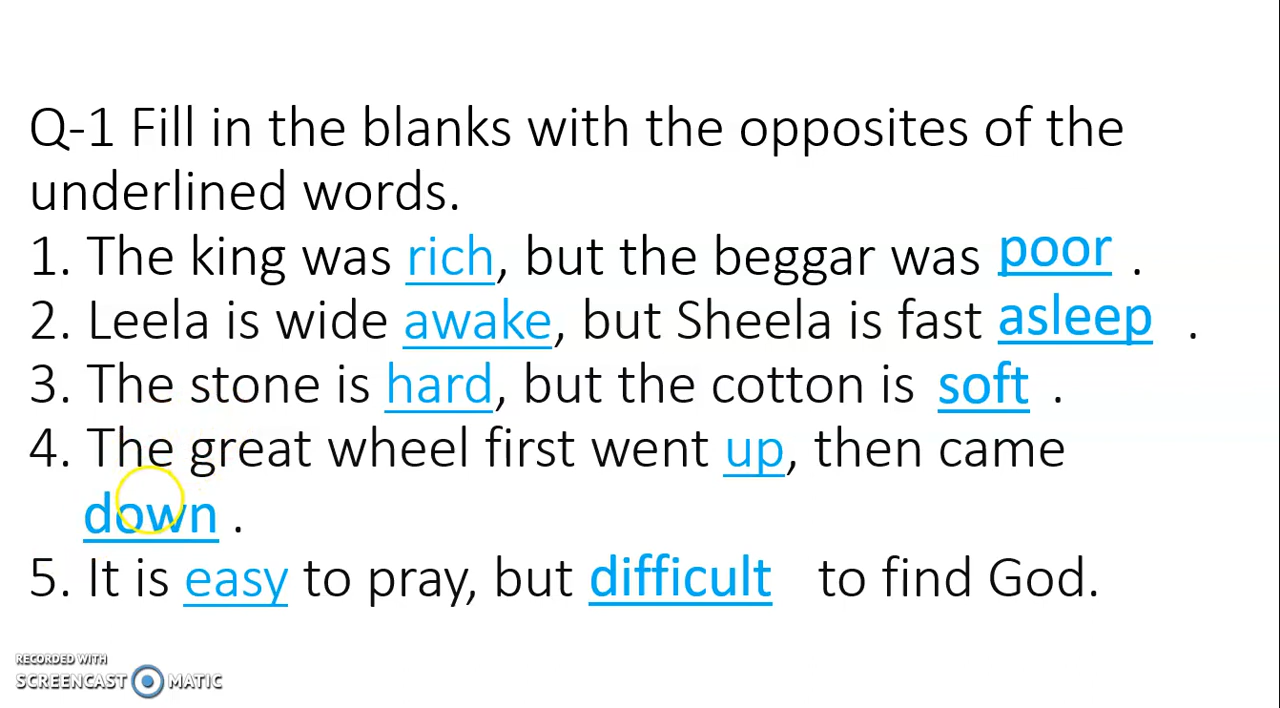 Q-1 Fill in the blanks with the opposites of the
underlined words.
1. The king was rich, but the beggar was poor .
2. Leela is wide awake, but Sheela is fast asleep .
3. The stone is hard, but the cotton is soft .
4. The great wheel first went up, then came
down .
5. It is easy to pray, but difficult to find God.
RECORDED WITH
SCREENCAST MATIC